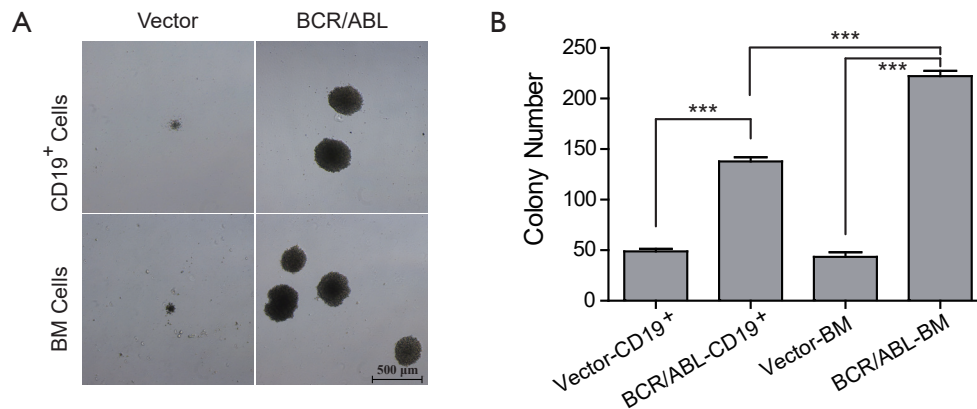 A
Vector
BCR/ABL
CD19+ Cells
BM Cells
500 µm
B
Colony Number
250
200
150
100
50
0
***
***
***
Vector-CD19+
BCR/ABL-CD19+
Vector-BM
BCR/ABL-BM